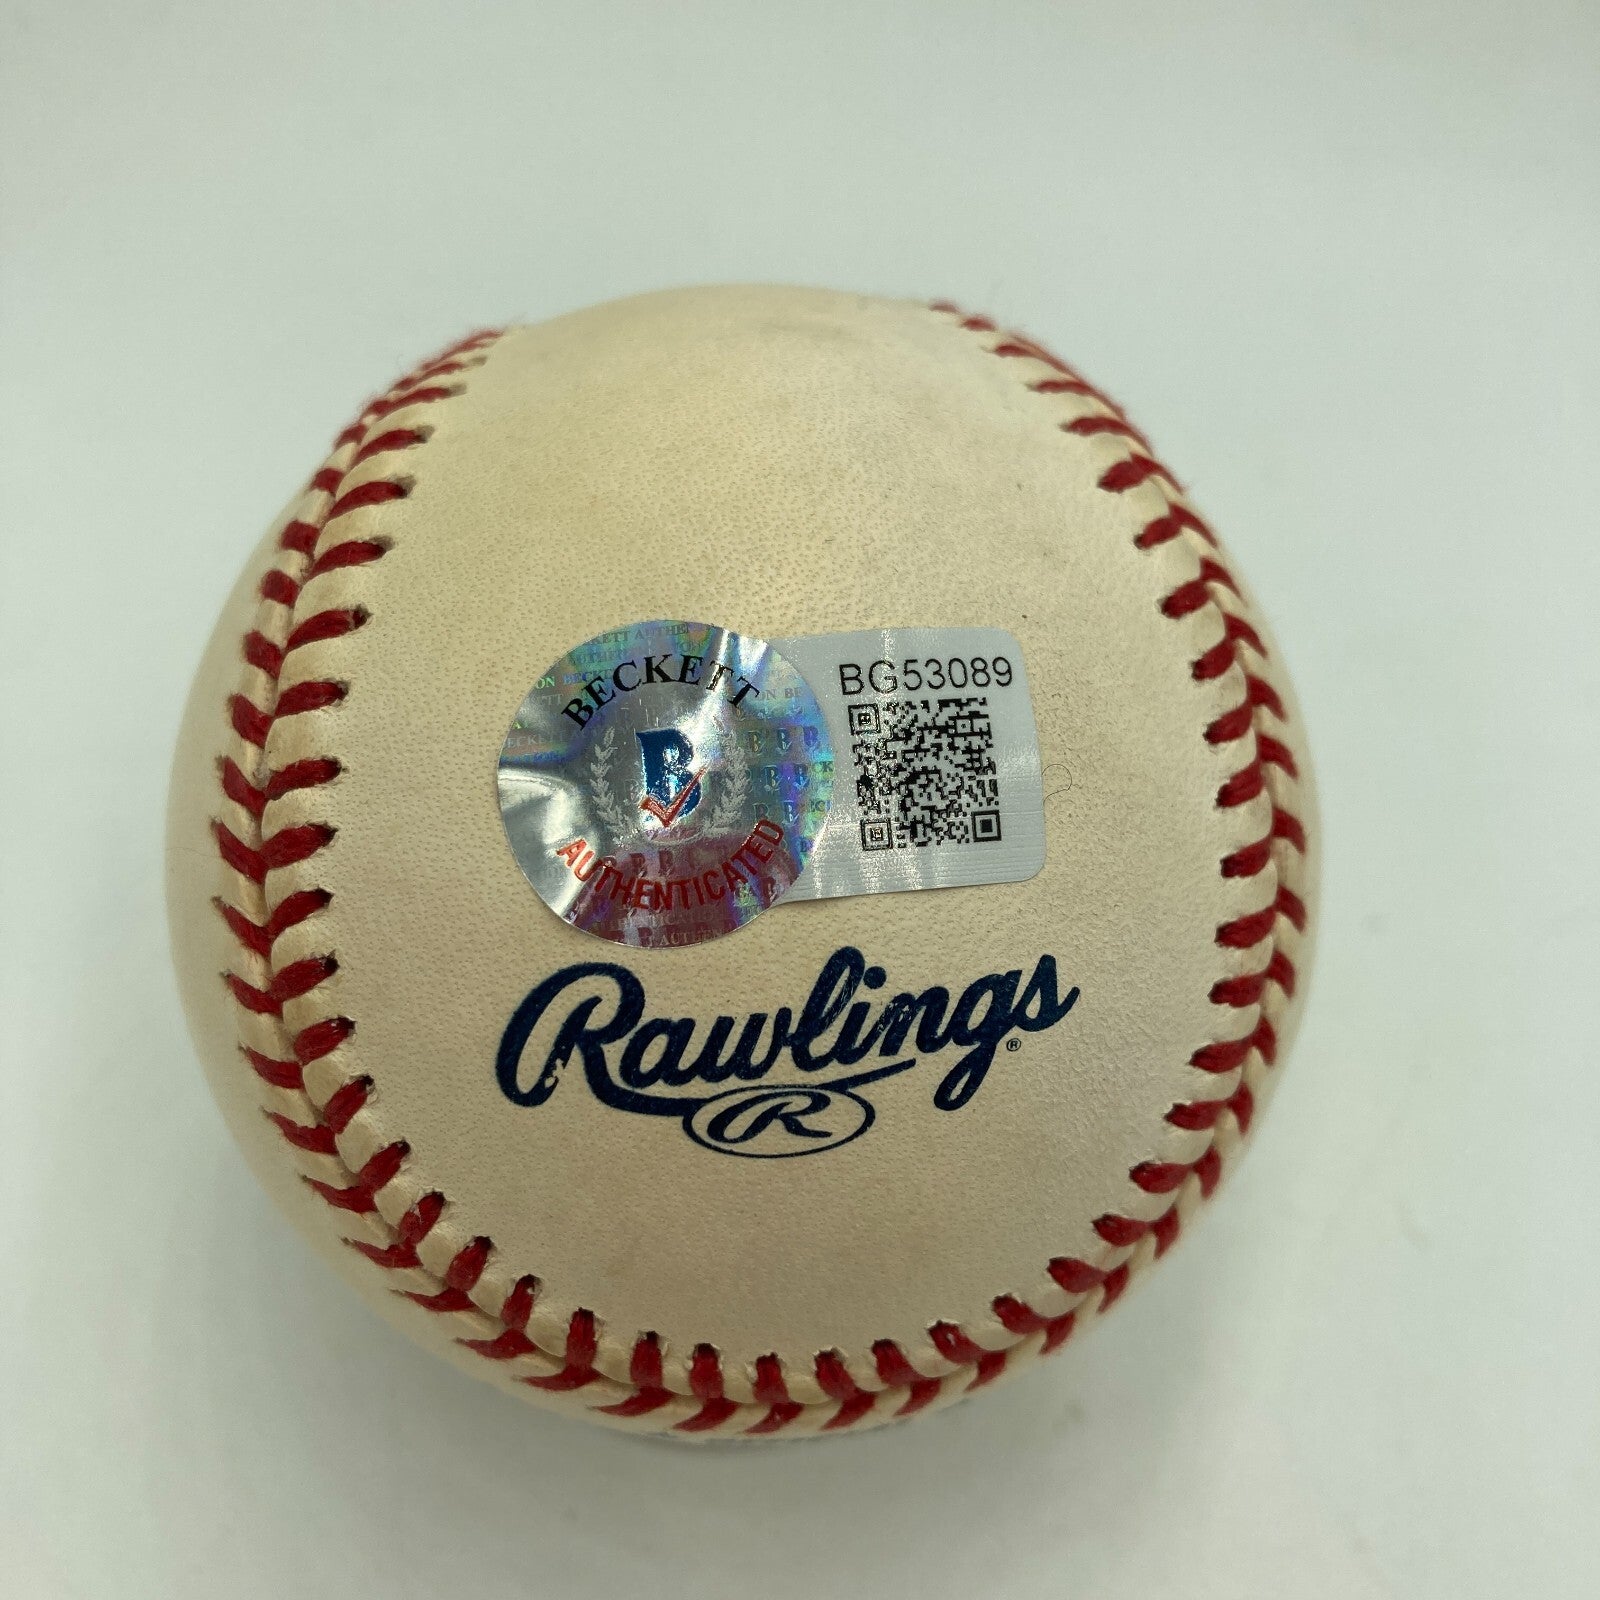 BECKETT
B
AUTHENTICATED
BG53089
Rawlings®
R